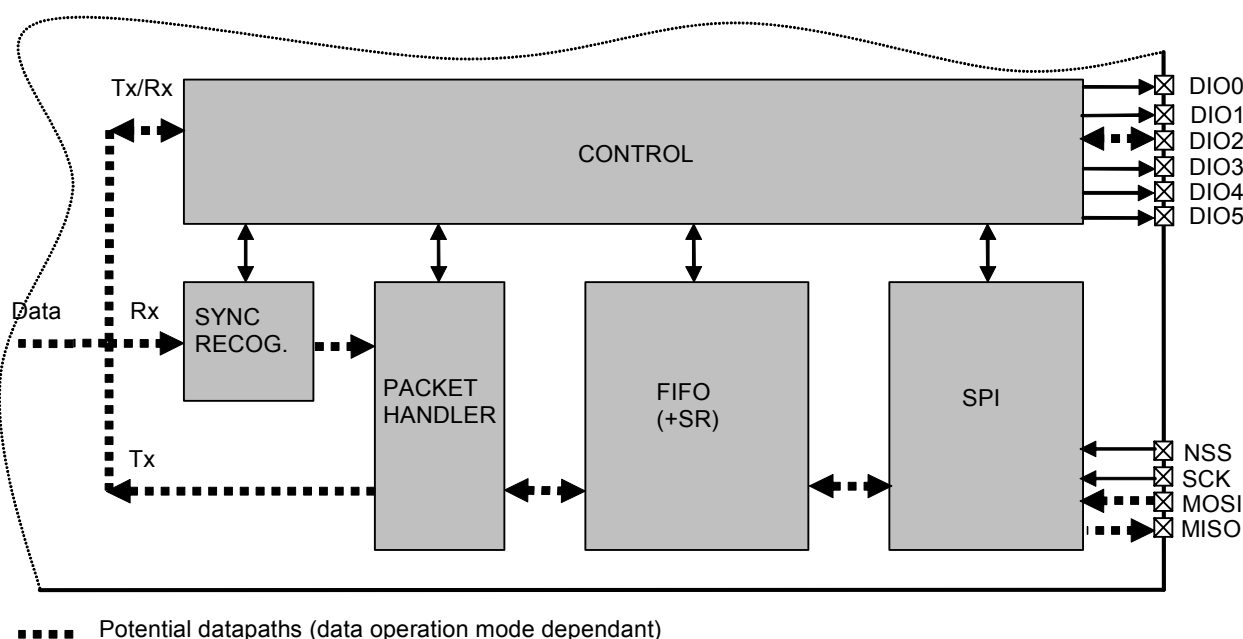 Tx/Rx
CONTROL
DIO0
DIO1
DIO2
DIO3
DIO4
DIO5
Data
Rx
SYNC
RECOG.
PACKET
HANDLER
FIFO
(+SR)
SPI
Tx
NSS
SCK
MOSI
MISO
Potential datapaths (data operation mode dependant)